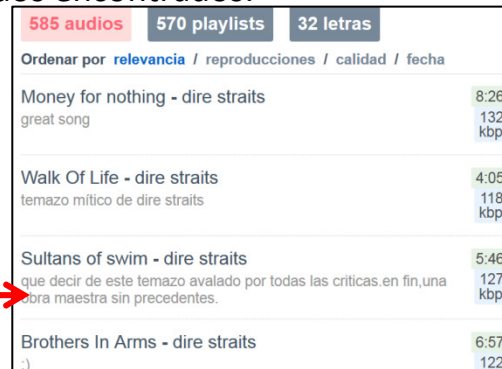 585 audios 570 playlists 32 letras
Ordenar por relevancia / reproducciones / calidad / fecha
Money for nothing - dire straits 8:26
great song 132
kbp
Walk Of Life - dire straits 4:05
temazo mítico de dire straits 118
kbp
Sultans of swim - dire straits 5:46
que decir de este temazo avalado por todas las criticas.en fin,una 127
obra maestra sin precedentes. kbp
Brothers In Arms - dire straits 6:57
:) 122